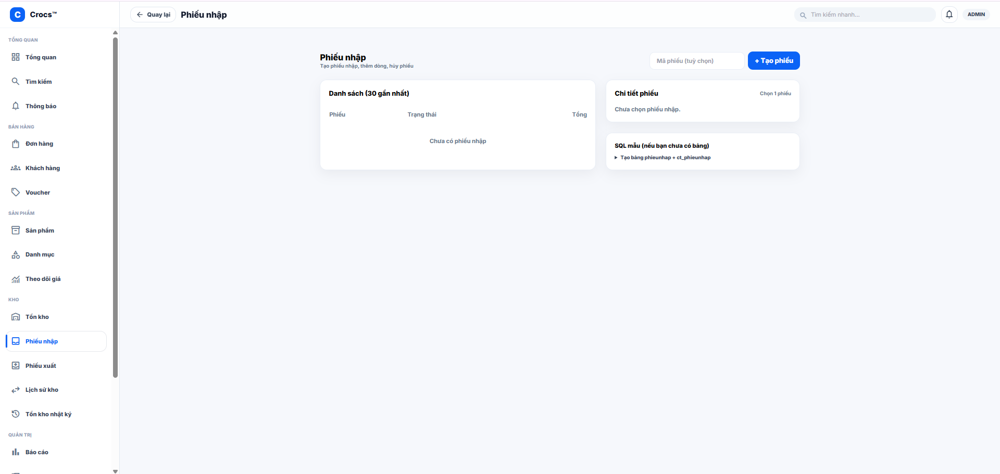 C Crocs™
Quay lại
Phiếu nhập
Tìm kiếm nhanh...
ADMIN
TỔNG QUAN
Tổng quan
Tìm kiếm
Thông báo
BÁN HÀNG
Đơn hàng
Khách hàng
Voucher
SẢN PHẨM
Sản phẩm
Danh mục
Theo dõi giá
KHO
Tồn kho
Phiếu nhập
Phiếu xuất
Lịch sử kho
Tồn kho nhật ký
QUẢN TRỊ
Báo cáo
Phiếu nhập
Tạo phiếu nhập, thêm dòng, hủy phiếu
Mã phiếu (tuỳ chọn)
+ Tạo phiếu
Danh sách (30 gần nhất)
Phiếu Trạng thái Tổng
Chưa có phiếu nhập
Chi tiết phiếu
Chọn 1 phiếu
Chưa chọn phiếu nhập.
SQL mẫu (nếu bạn chưa có bảng)
Tạo bảng phieunhap + ct_phieunhap